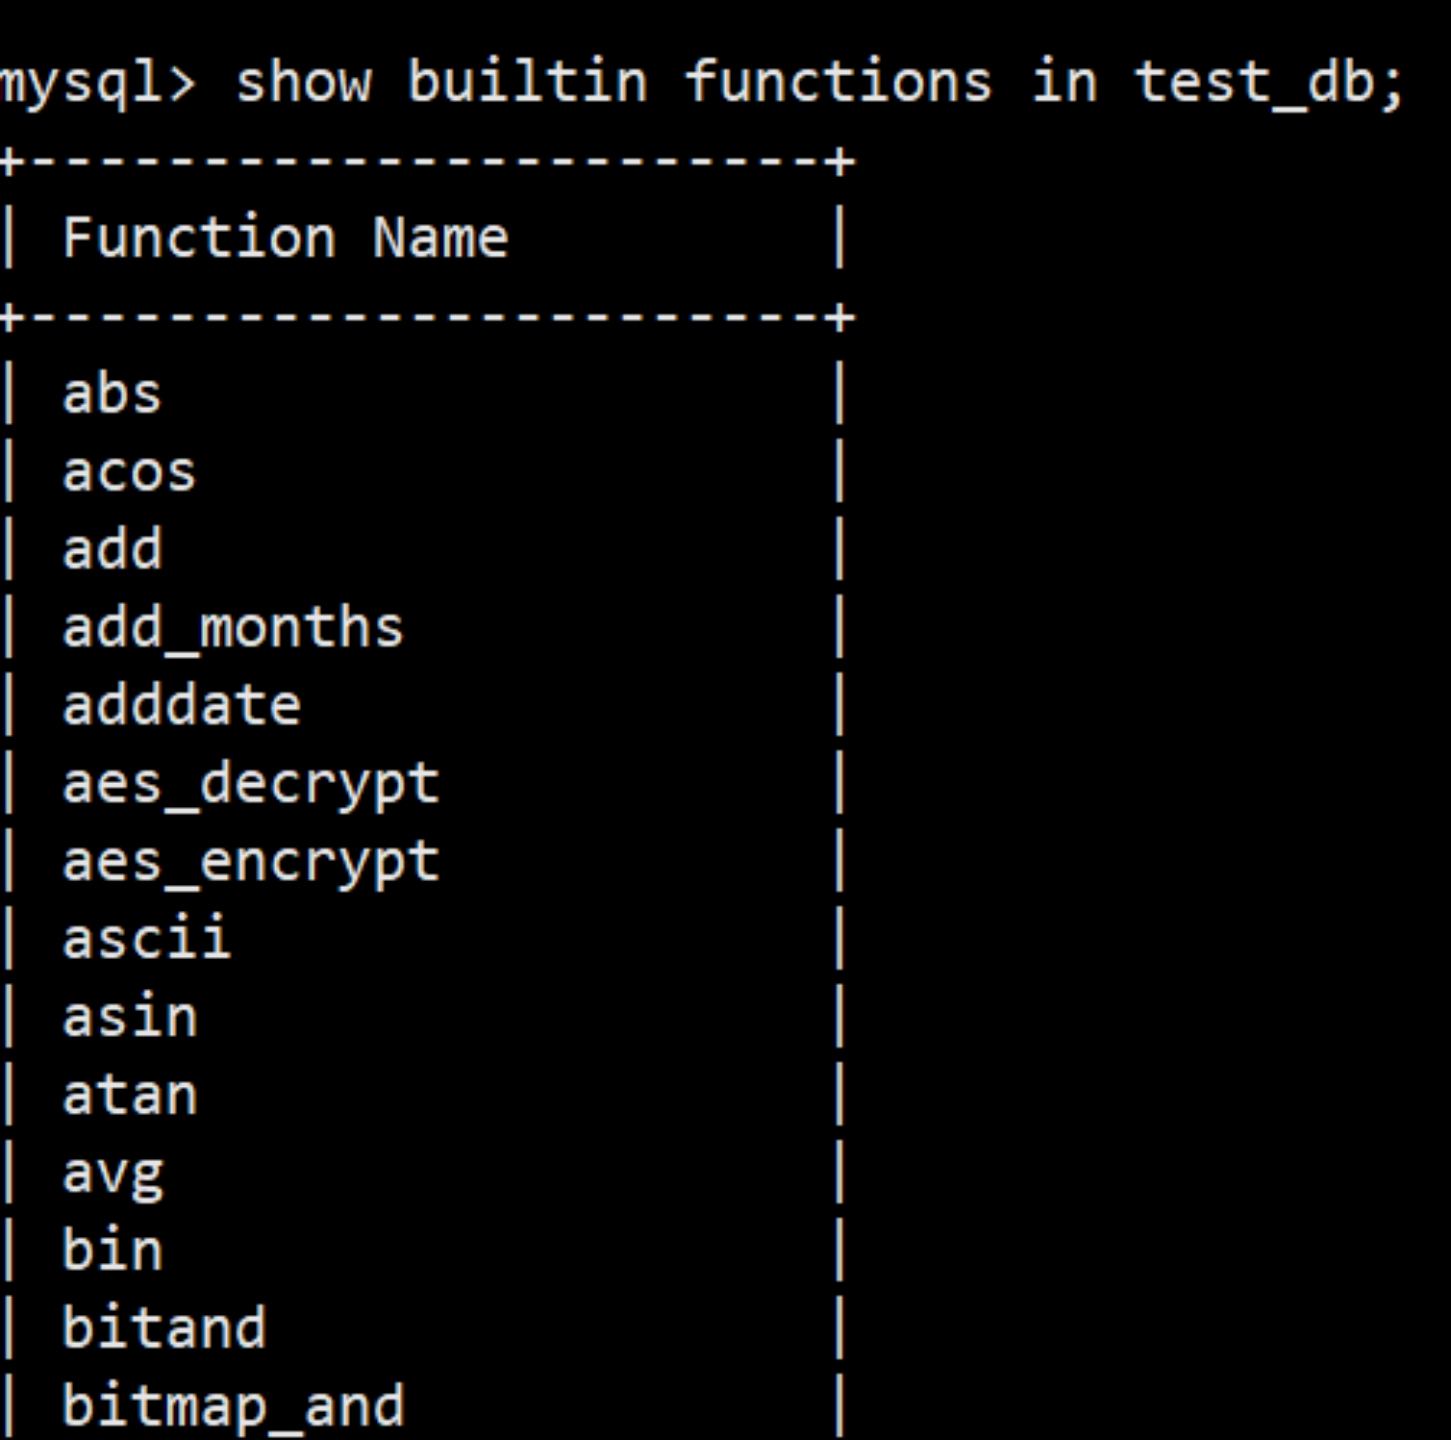 mysql> show builtin functions in test_db;
+-----------------------+
| Function Name         |
+-----------------------+
| abs                   |
| acos                  |
| add                   |
| add_months            |
| adddate               |
| aes_decrypt           |
| aes_encrypt           |
| ascii                 |
| asin                  |
| atan                  |
| avg                   |
| bin                   |
| bitand                |
| bitmap_and            |